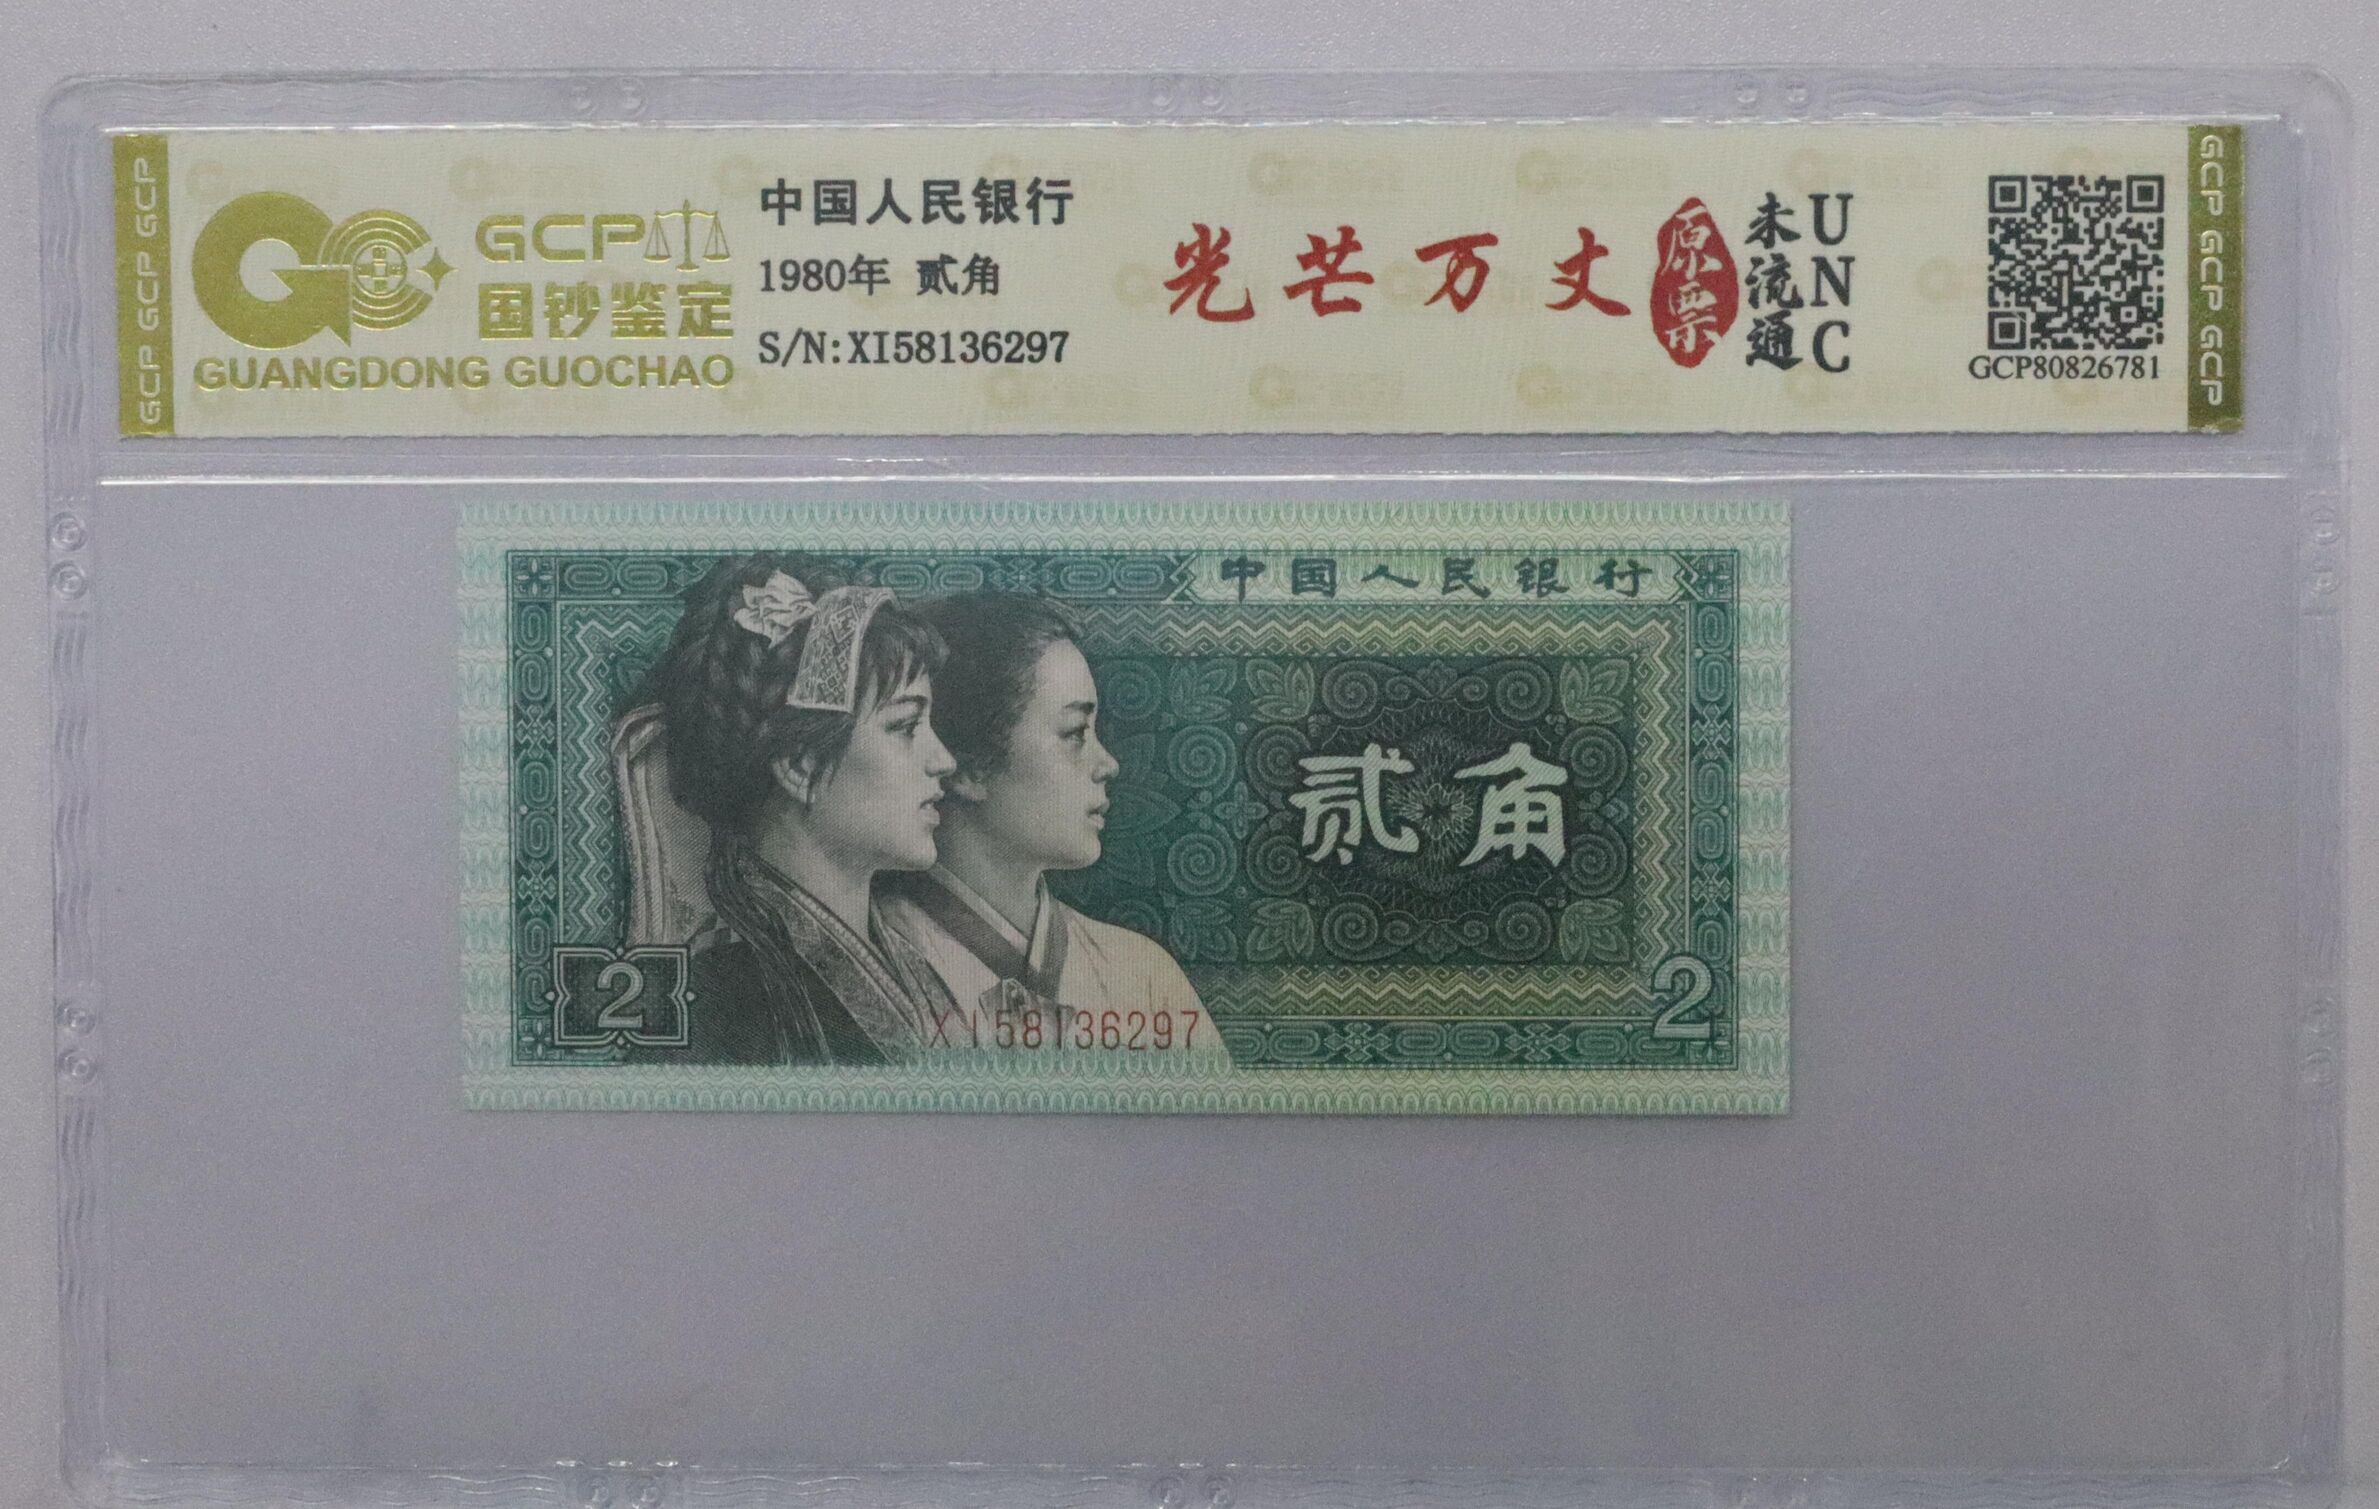 GCP GCP GCP
GCP
国钞鉴定
GUANGDONG GUOCHAO
中国人民银行
1980年 贰角
S/N:XI58136297
光芒万丈
原票
未流通
UNC
GCP80826781
GCP GCP GCP
中国人民银行
贰角
2
XI58136297
2